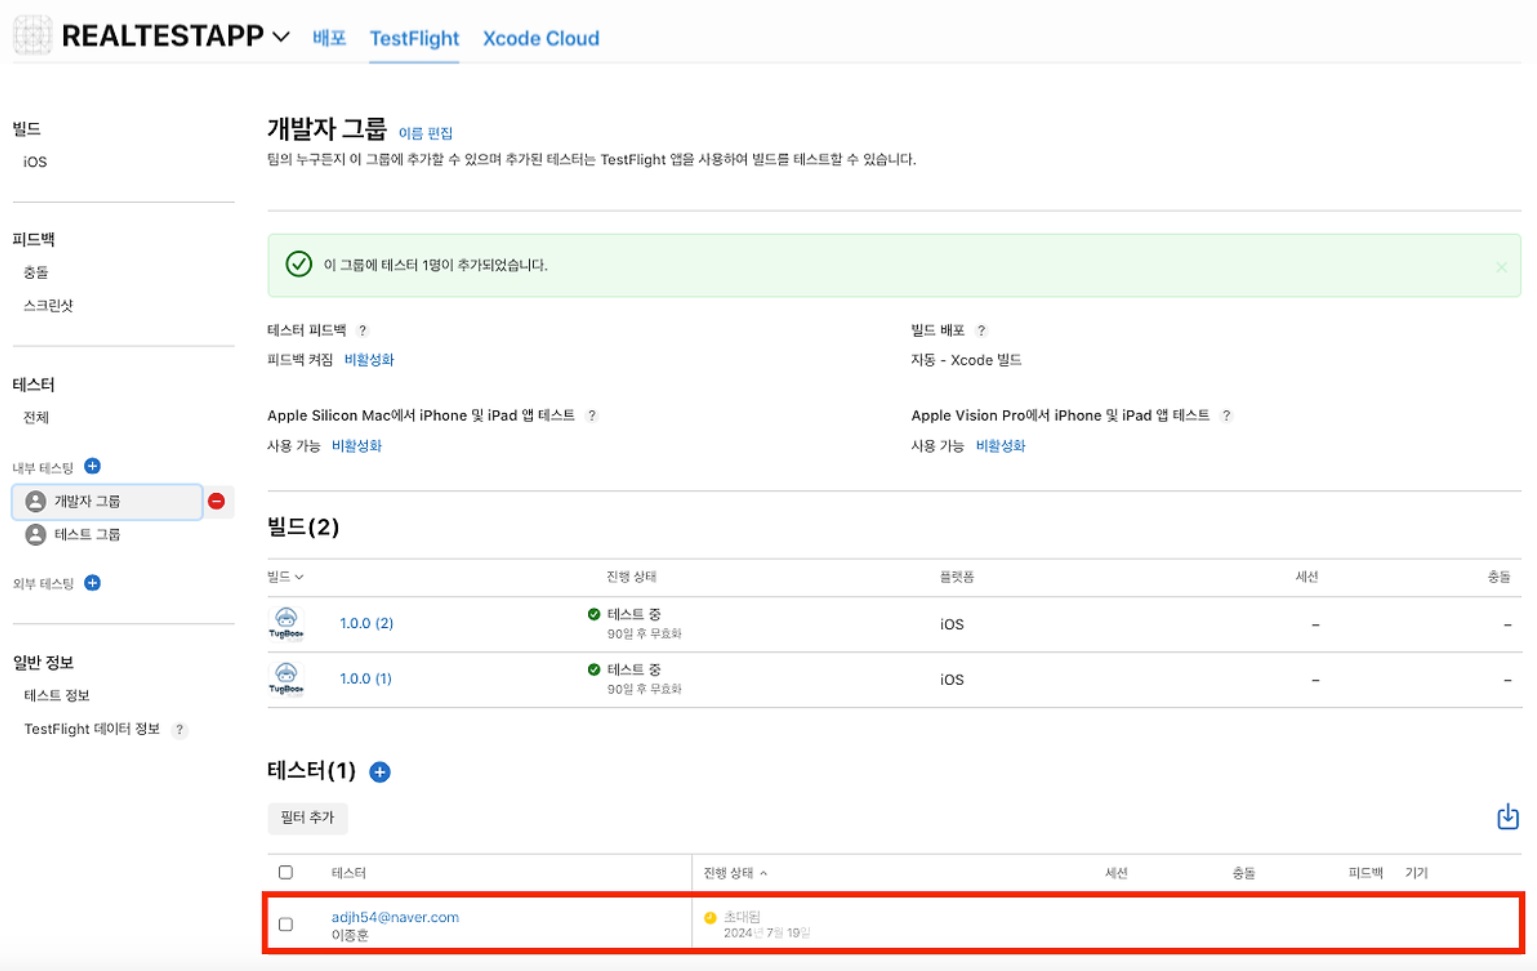 REALTESTAPP 배포 TestFlight Xcode Cloud
빌드
iOS
피드백
충돌
스크린샷
테스터
전체
내부 테스팅
개발자 그룹
테스트 그룹
외부 테스팅
일반 정보
테스트 정보
TestFlight 데이터 정보 ?
개발자 그룹 이름 편집
팀의 누구든지 이 그룹에 추가할 수 있으며 추가된 테스터는 TestFlight 앱을 사용하여 빌드를 테스트할 수 있습니다.
이 그룹에 테스터 1명이 추가되었습니다.
테스터 피드백 ?
피드백 켜짐 비활성화
빌드 배포 ?
자동 - Xcode 빌드
Apple Silicon Mac에서 iPhone 및 iPad 앱 테스트 ?
사용 가능 비활성화
Apple Vision Pro에서 iPhone 및 iPad 앱 테스트 ?
사용 가능 비활성화
빌드(2)
빌드 진행 상태 플랫폼 세션 충돌
TugBoat 1.0.0 (2) 테스트 중 iOS – –
90일 후 무효화
TugBoat 1.0.0 (1) 테스트 중 iOS – –
90일 후 무효화
테스터(1)
필터 추가
테스터 진행 상태 세션 충돌 피드백 기기
adjh54@naver.com 초대됨
이종훈 2024년 7월 19일